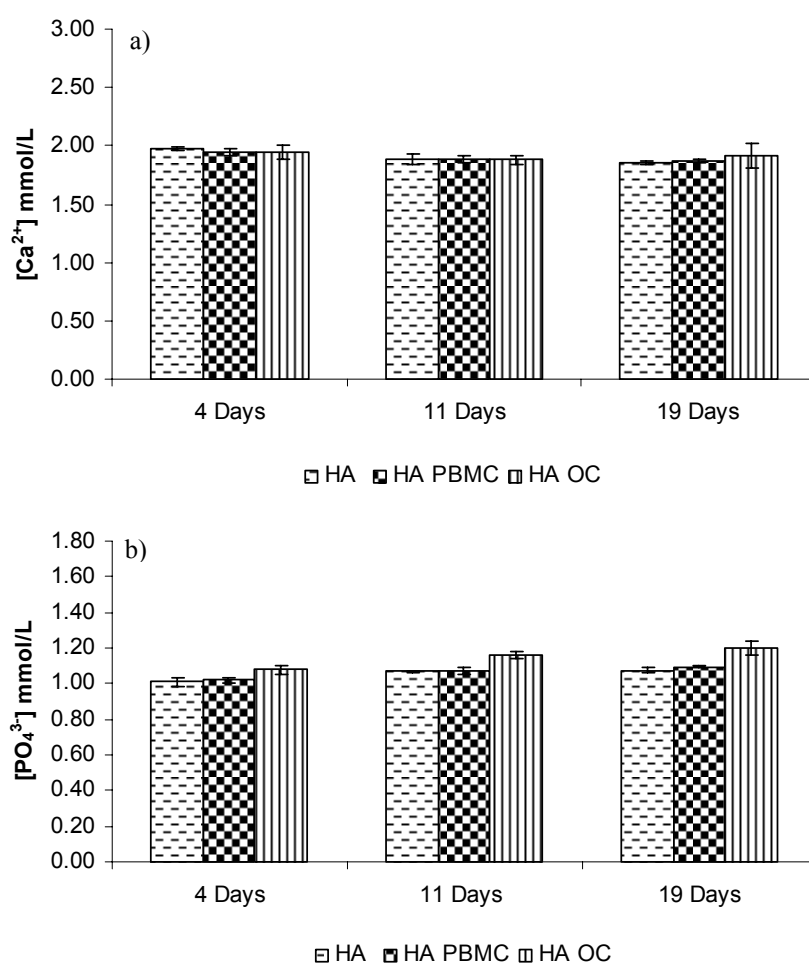 a)
[Ca²⁺] mmol/L
3.00
2.50
2.00
1.50
1.00
0.50
0.00
4 Days 11 Days 19 Days
HA HA PBMC HA OC
b)
[PO₄³⁻] mmol/L
1.80
1.60
1.40
1.20
1.00
0.80
0.60
0.40
0.20
0.00
4 Days 11 Days 19 Days
HA HA PBMC HA OC